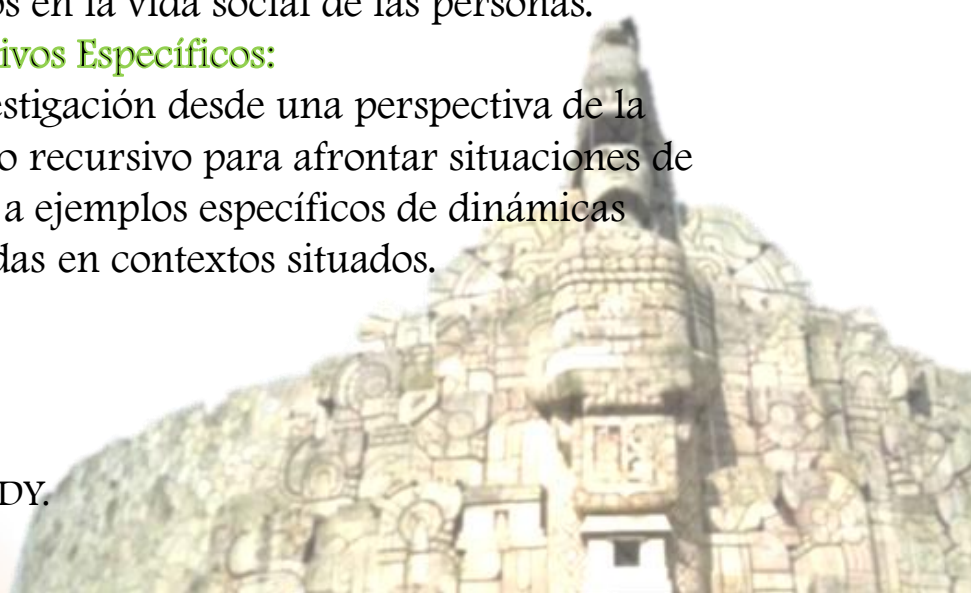 os en la vida social de las personas.
ivos Específicos:
estigación desde una perspectiva de la
o recursivo para afrontar situaciones de
a ejemplos específicos de dinámicas
das en contextos situados.
DY.